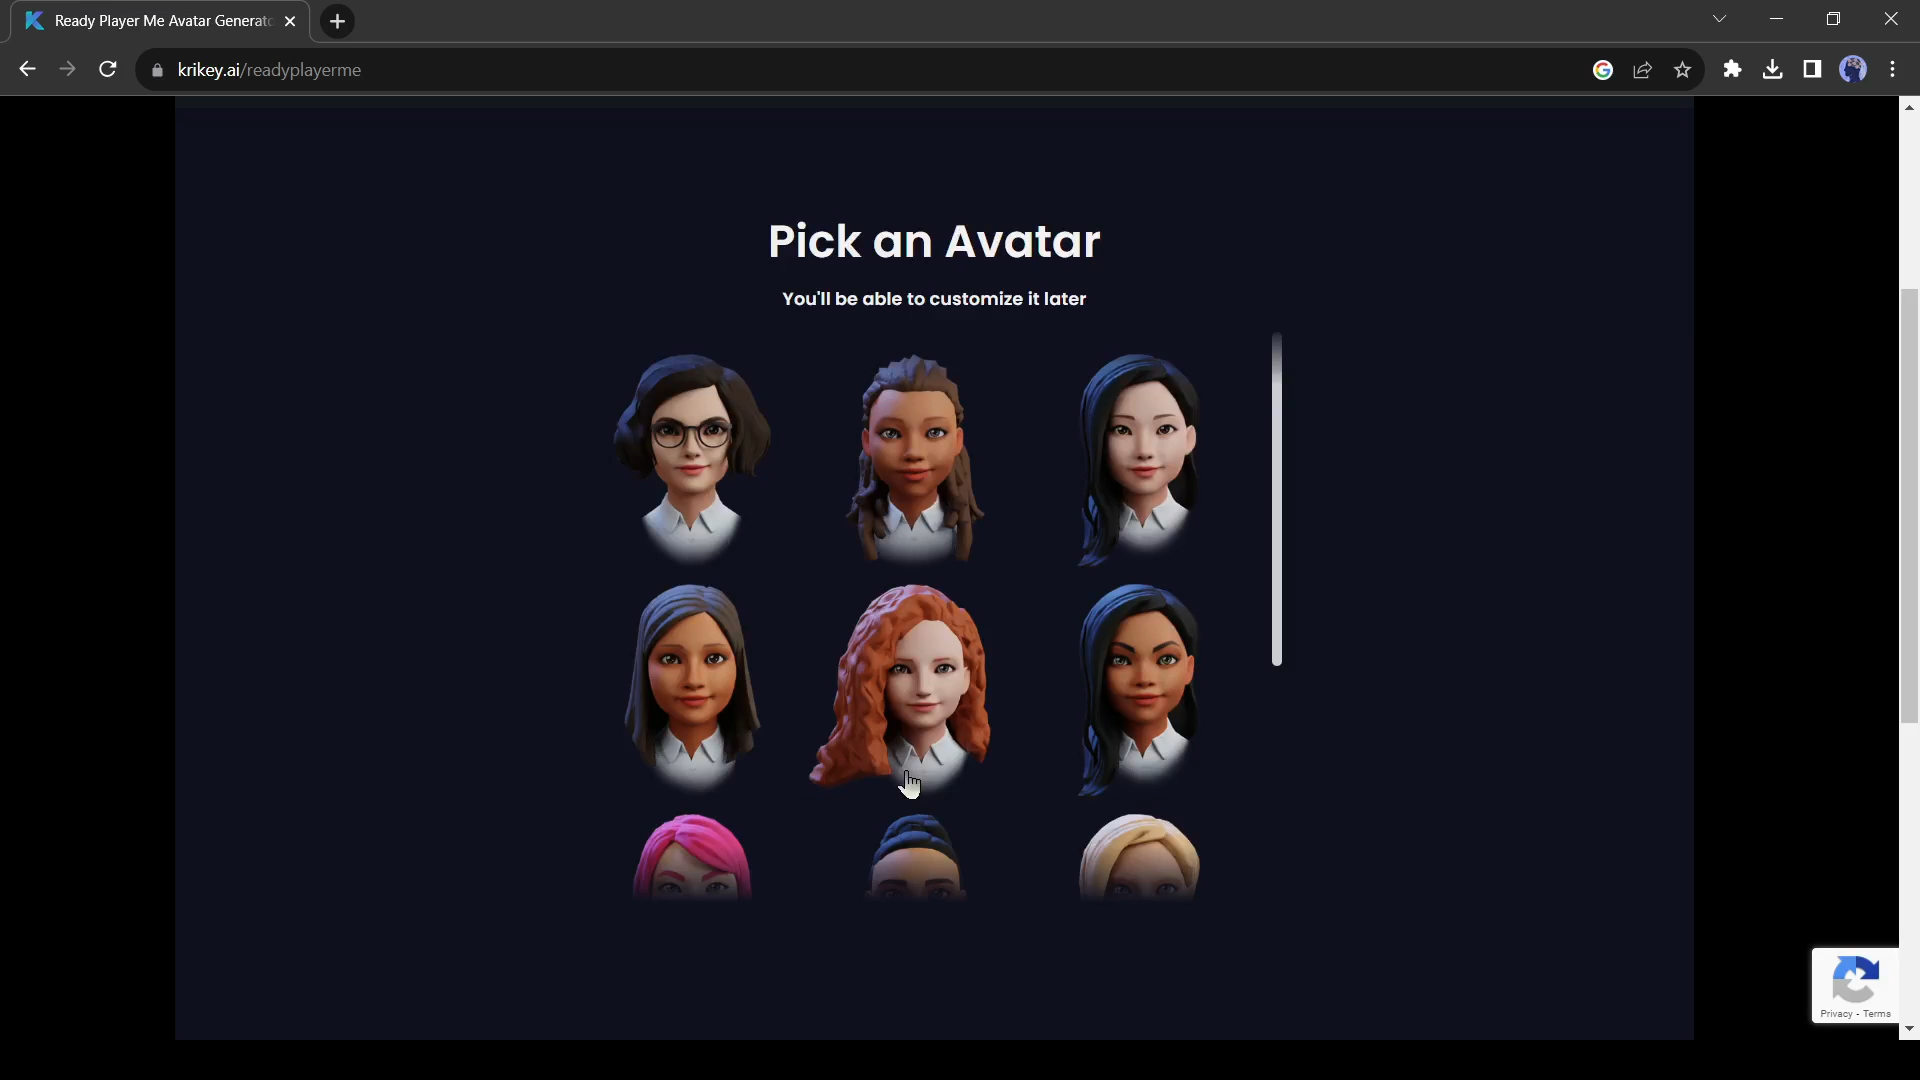 Ready Player Me Avatar Generato
krikey.ai/readyplayerme
Pick an Avatar
You'll be able to customize it later
Privacy - Terms